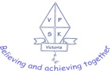 V P
S K
Victoria
Believing and achieving together